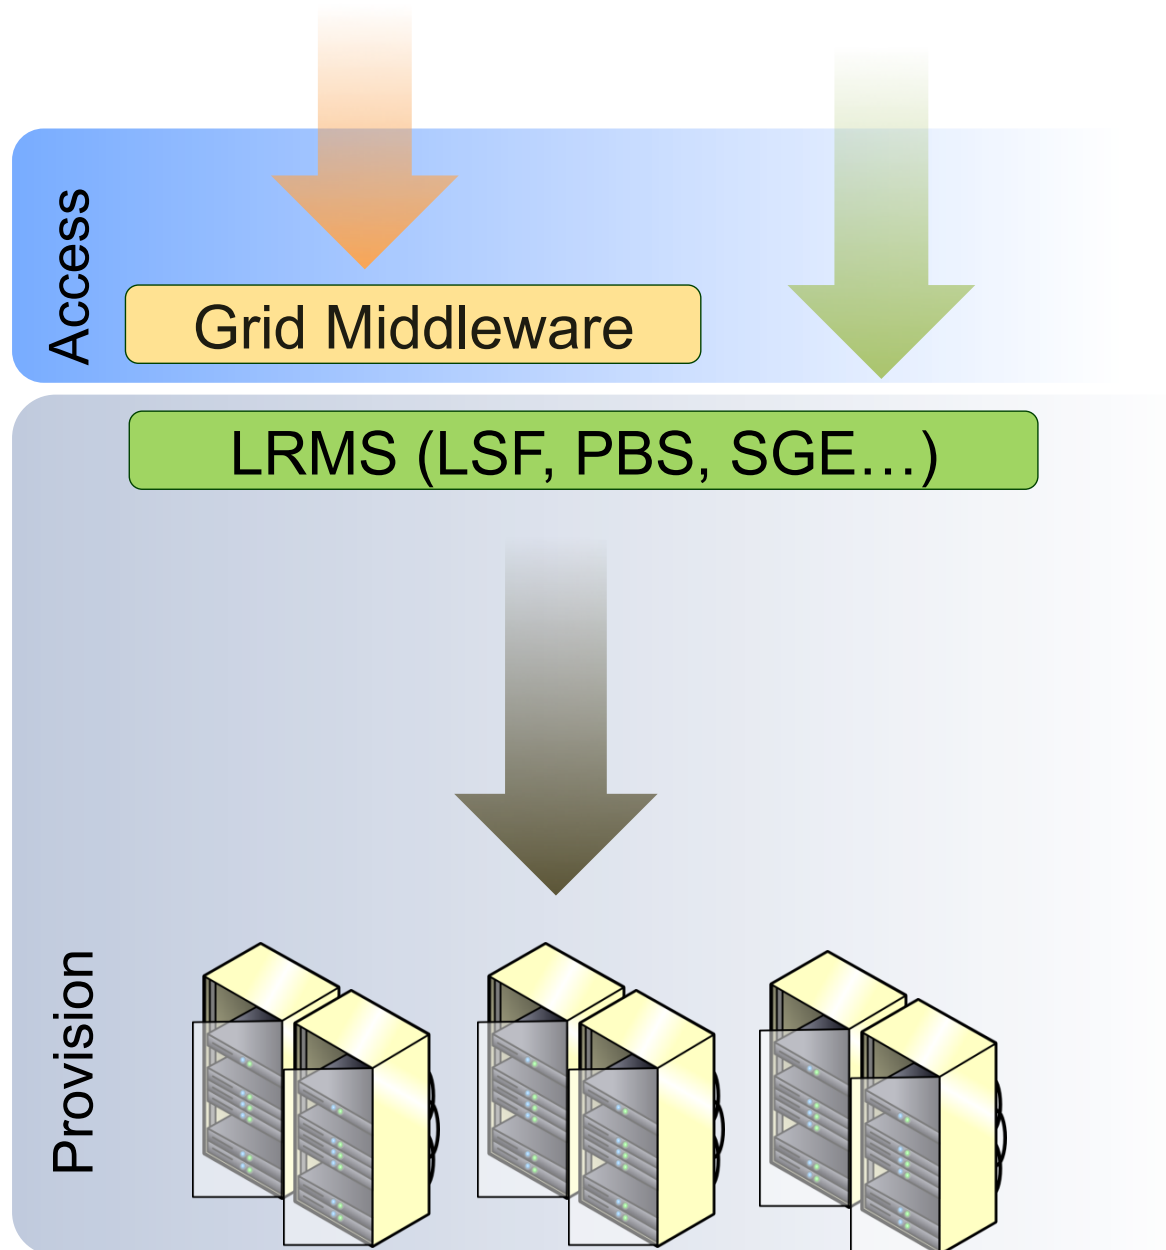 Access
Grid Middleware
LRMS (LSF, PBS, SGE…)
Provision